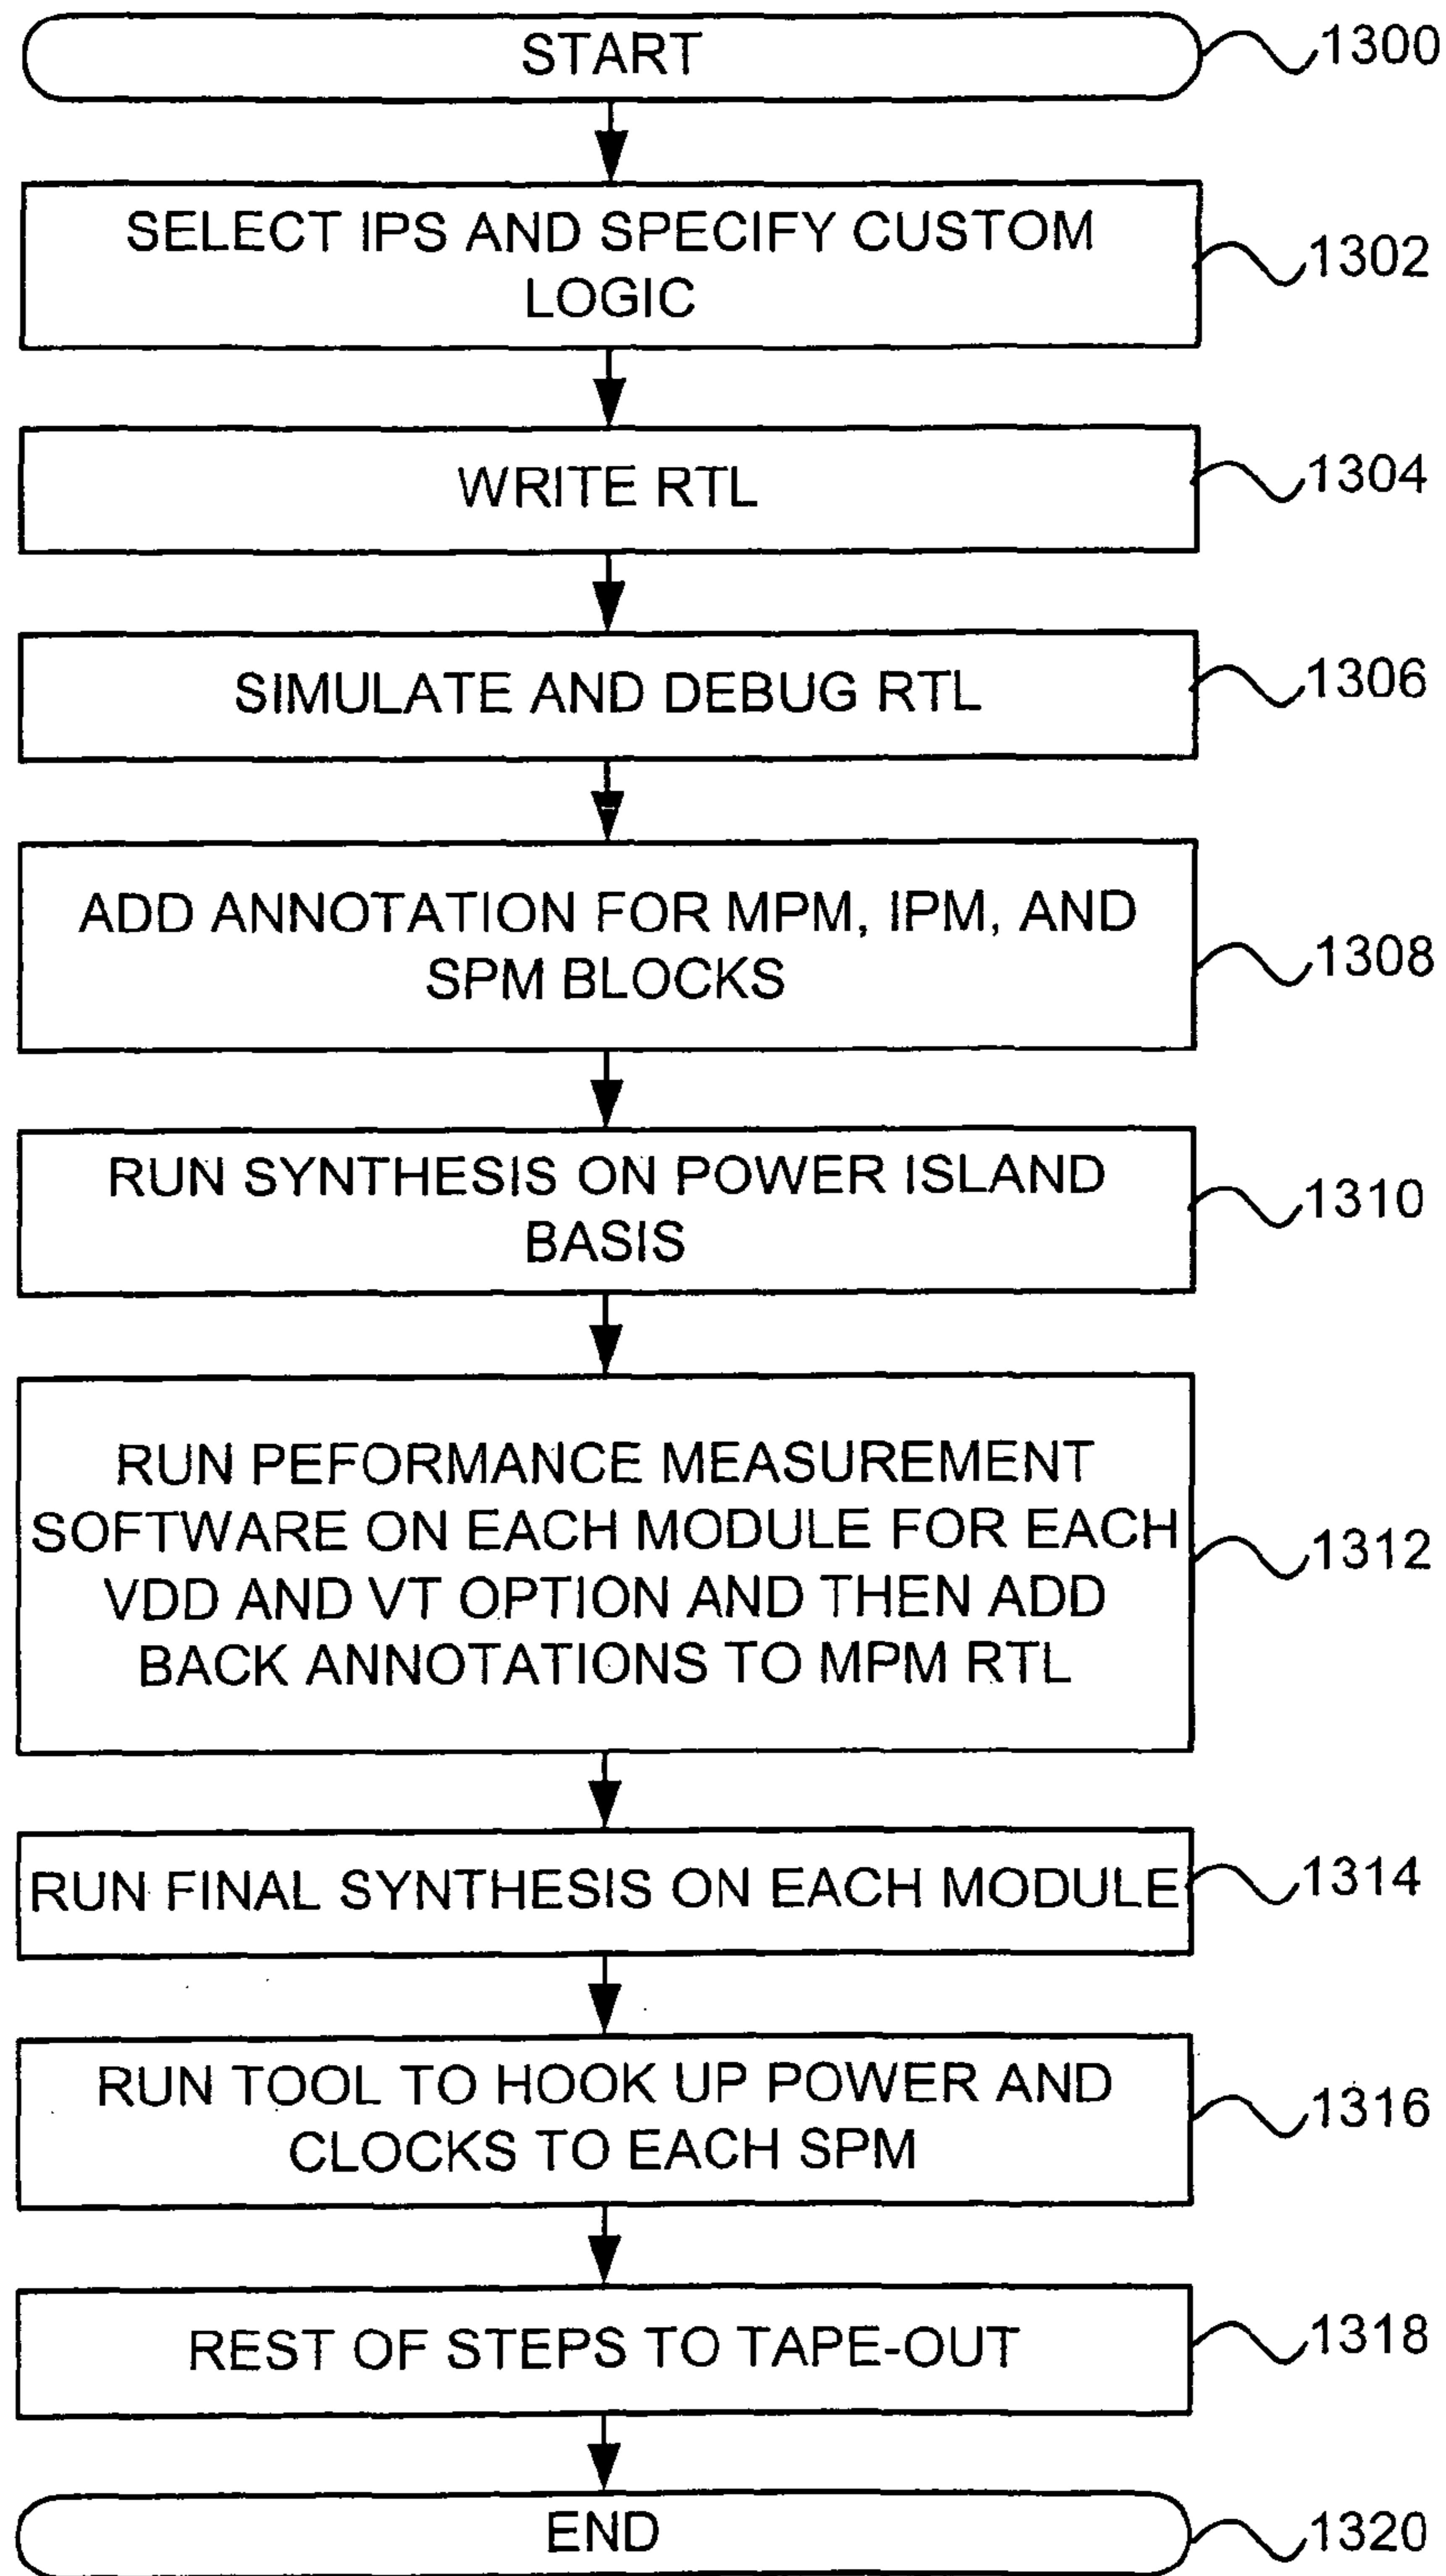 START
1300
SELECT IPS AND SPECIFY CUSTOM
LOGIC
1302
WRITE RTL
1304
SIMULATE AND DEBUG RTL
1306
ADD ANNOTATION FOR MPM, IPM, AND
SPM BLOCKS
1308
RUN SYNTHESIS ON POWER ISLAND
BASIS
1310
RUN PEFORMANCE MEASUREMENT
SOFTWARE ON EACH MODULE FOR EACH
VDD AND VT OPTION AND THEN ADD
BACK ANNOTATIONS TO MPM RTL
1312
RUN FINAL SYNTHESIS ON EACH MODULE
1314
RUN TOOL TO HOOK UP POWER AND
CLOCKS TO EACH SPM
1316
REST OF STEPS TO TAPE-OUT
1318
END
1320